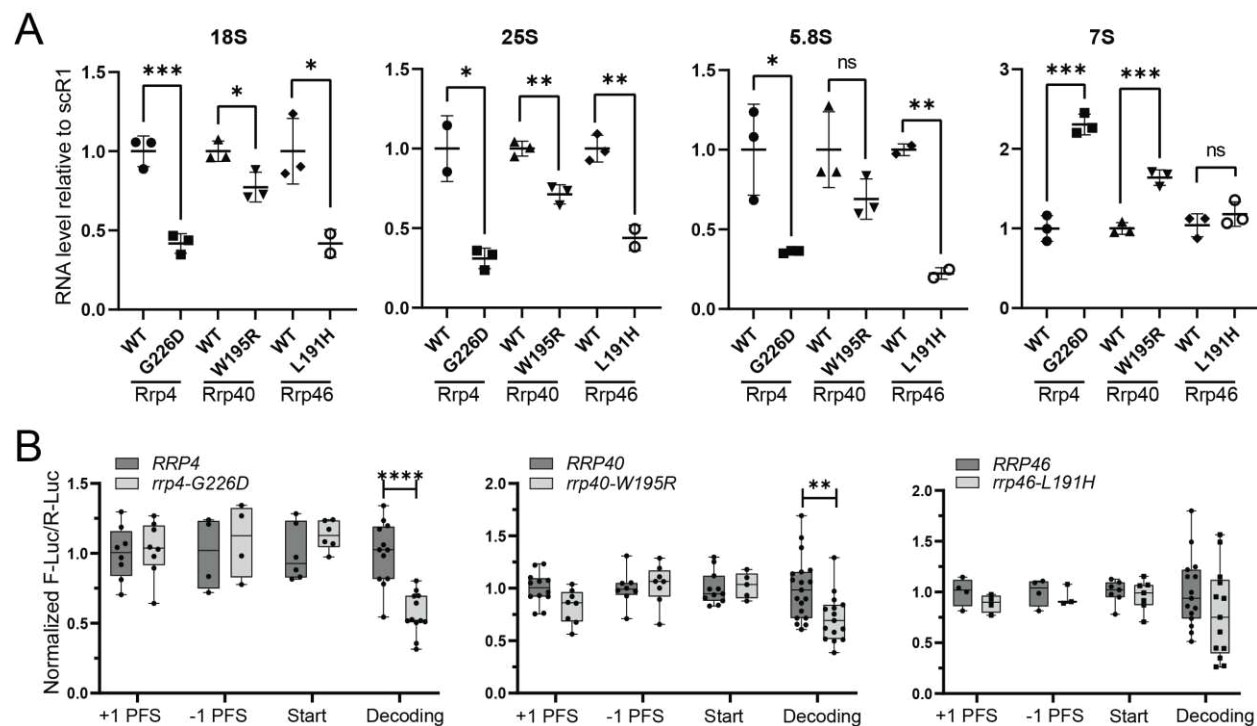 A
18S
25S
5.8S
7S
RNA level relative to scR1
1.5
1.0
0.5
0.0
***
*
*
WT
G226D
WT
W195R
WT
L191H
Rrp4
Rrp40
Rrp46
1.5
1.0
0.5
0.0
*
**
**
WT
G226D
WT
W195R
WT
L191H
Rrp4
Rrp40
Rrp46
1.5
1.0
0.5
0.0
*
ns
**
WT
G226D
WT
W195R
WT
L191H
Rrp4
Rrp40
Rrp46
3
2
1
0
***
***
ns
WT
G226D
WT
W195R
WT
L191H
Rrp4
Rrp40
Rrp46
B
Normalized F-Luc/R-Luc
RRP4
rrp4-G226D
1.5
1.0
0.5
0.0
****
+1 PFS
-1 PFS
Start
Decoding
RRP40
rrp40-W195R
2.0
1.5
1.0
0.5
0.0
**
+1 PFS
-1 PFS
Start
Decoding
RRP46
rrp46-L191H
2.0
1.5
1.0
0.5
0.0
+1 PFS
-1 PFS
Start
Decoding